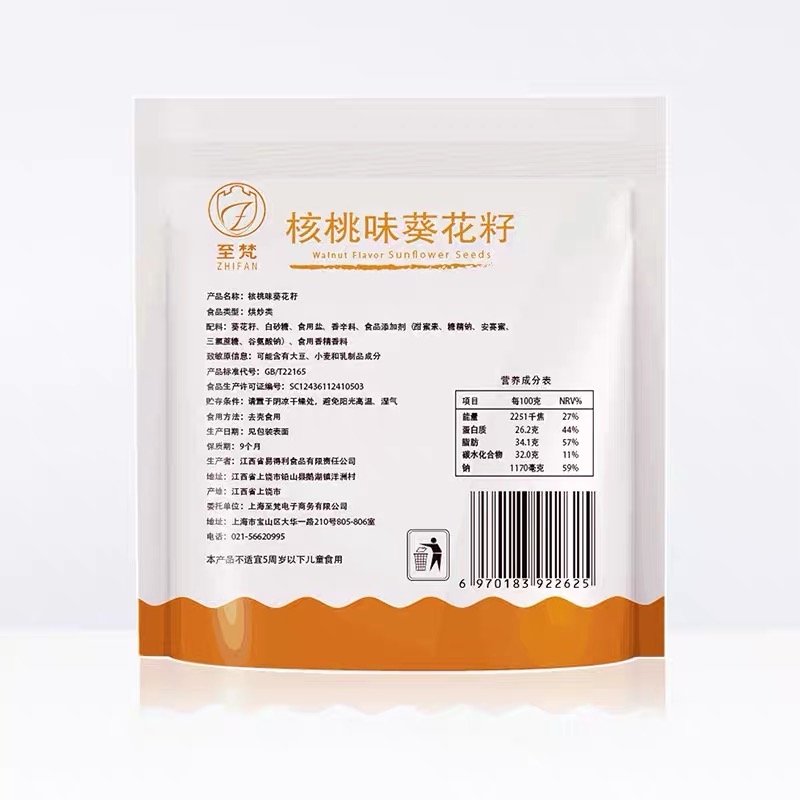 至梵
ZHIFAN
核桃味葵花籽
Walnut Flavor Sunflower Seeds
产品名称：核桃味葵花籽
食品类型：烘炒类
配料：葵花籽、白砂糖、食用盐、香辛料、食品添加剂（甜蜜素、糖精钠、安赛蜜、
三氯蔗糖、谷氨酸钠）、食用香精香料
致敏原信息：可能含有大豆、小麦和乳制品成分
产品标准代号：GB/T22165
食品生产许可证编号：SC12436112410503
贮存条件：请置于阴凉干燥处，避免阳光高温、湿气
食用方法：去壳食用
生产日期：见包装表面
保质期：9个月
生产者：江西省易得利食品有限责任公司
地址：江西省上饶市铅山县鹅湖镇洋洲村
产地：江西省上饶市
委托单位：上海至梵电子商务有限公司
地址：上海市宝山区大华一路210号805-806室
电话：021-56620995
本产品不适宜5周岁以下儿童食用
营养成分表
项目 每100克 NRV%
能量 2251千焦 27%
蛋白质 26.2克 44%
脂肪 34.1克 57%
碳水化合物 32.0克 11%
钠 1170毫克 59%
6 970183 922625